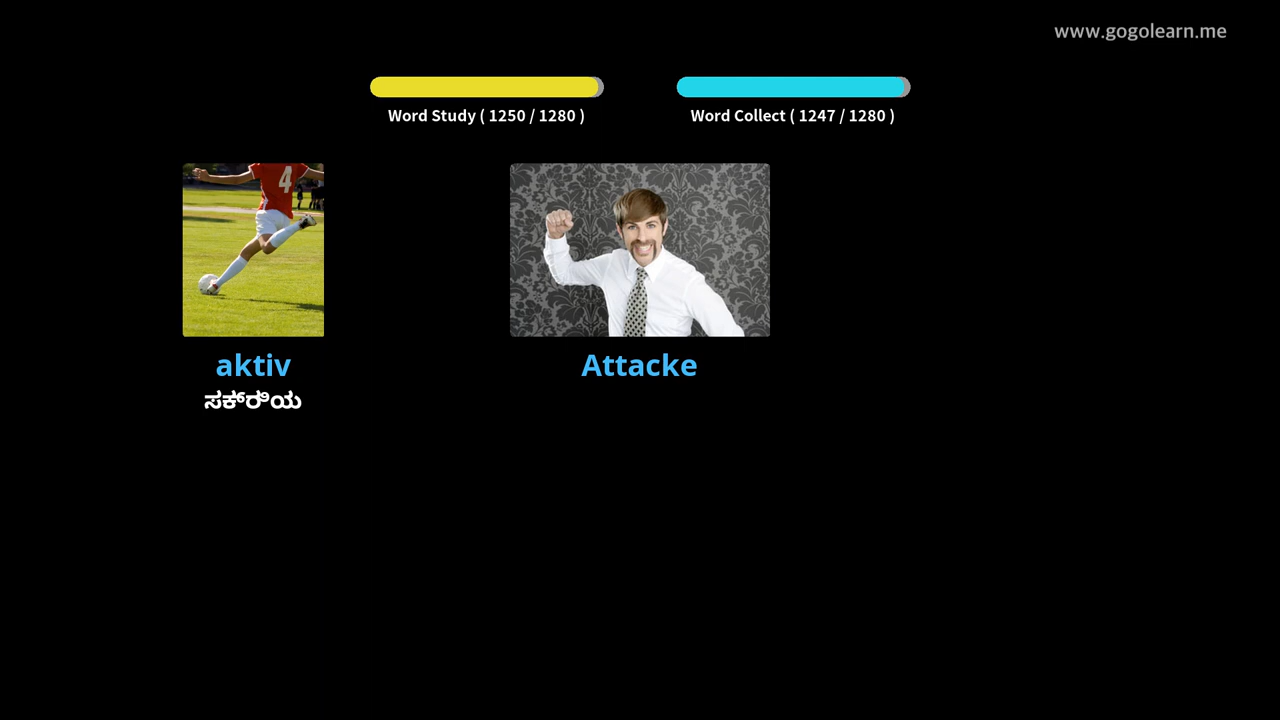 www.gogolearn.me
Word Study ( 1250 / 1280 )
Word Collect ( 1247 / 1280 )
4
aktiv
Attacke
ಸಕ್ರಿಯ